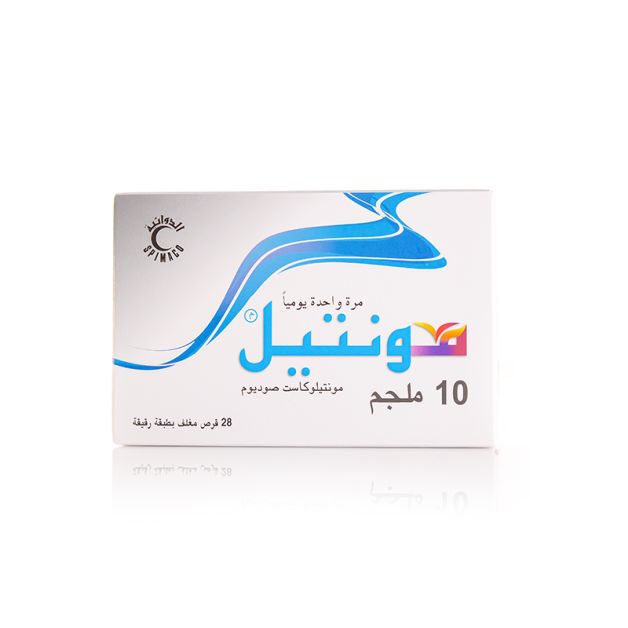 الدوائية
SPIMACO
مرة واحدة يومياً
مونتيل
م
مونتيلوكاست صوديوم
10 ملجم
28 قرص مغلف بطبقة رقيقة